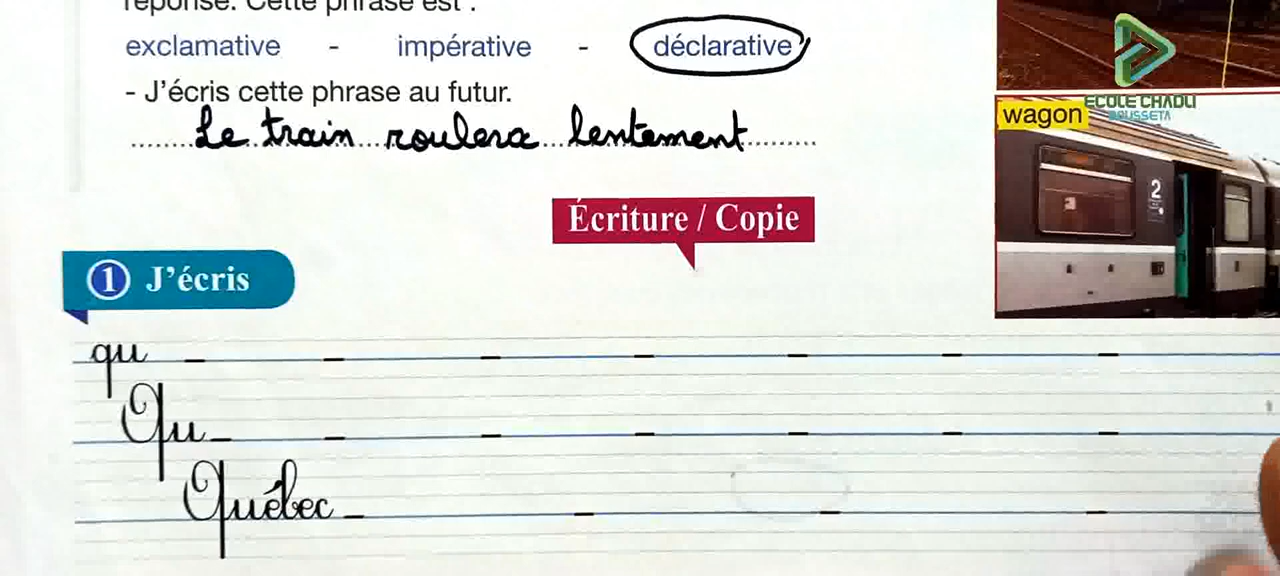 réponse. Cette phrase est :
exclamative - impérative - déclarative
- J'écris cette phrase au futur.
Le train roulera lentement
wagon
ECOLE CHADLI
BOUSSETA
2
Écriture / Copie
1 J'écris
qu
Qu
Québec